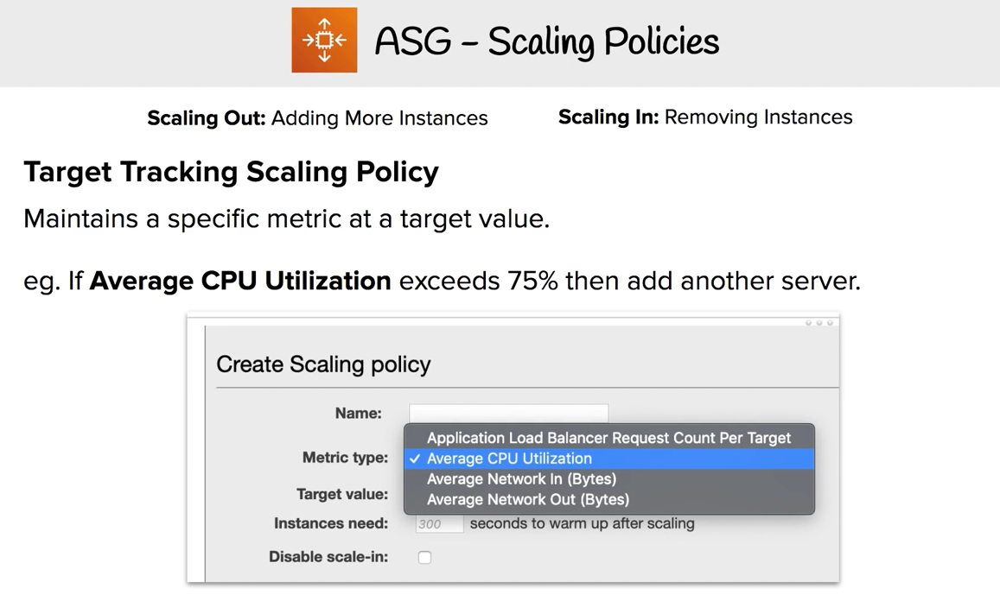 ASG – Scaling Policies
Scaling Out: Adding More Instances
Scaling In: Removing Instances
Target Tracking Scaling Policy
Maintains a specific metric at a target value.
eg. If Average CPU Utilization exceeds 75% then add another server.
Create Scaling policy
Name:
Application Load Balancer Request Count Per Target
Metric type: ✓ Average CPU Utilization
Average Network In (Bytes)
Target value:
Average Network Out (Bytes)
Instances need: 300 seconds to warm up after scaling
Disable scale-in: